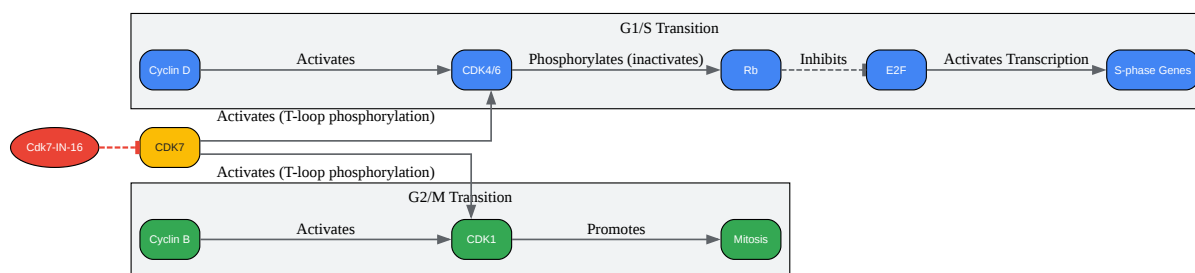 G1/S Transition
Cyclin D
Activates
CDK4/6
Phosphorylates (inactivates)
Rb
Inhibits
E2F
Activates Transcription
S-phase Genes
Activates (T-loop phosphorylation)
Cdk7-IN-16
CDK7
Activates (T-loop phosphorylation)
G2/M Transition
Cyclin B
Activates
CDK1
Promotes
Mitosis